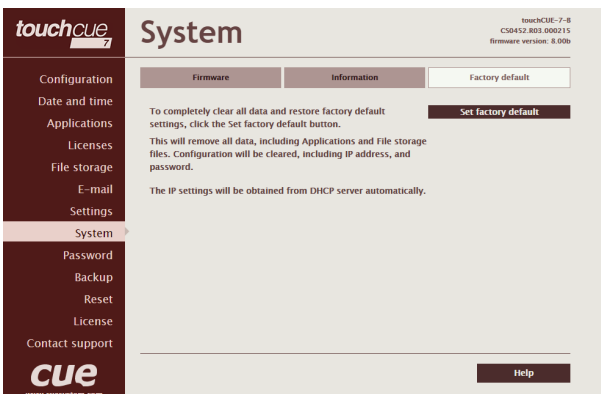 touchcue
7
System
touchCUE-7-B
CS0452.R03.000215
firmware version: 8.00b
Configuration
Date and time
Applications
Licenses
File storage
E-mail
Settings
System
Password
Backup
Reset
License
Contact support
cue
Firmware
Information
Factory default
To completely clear all data and restore factory default
settings, click the Set factory default button.
Set factory default
This will remove all data, including Applications and File storage
files. Configuration will be cleared, including IP address, and
password.
The IP settings will be obtained from DHCP server automatically.
Help